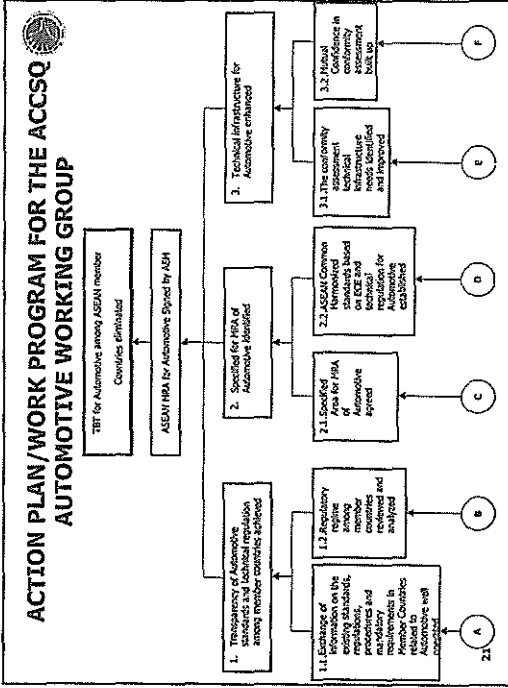 ACTION PLAN/WORK PROGRAM FOR THE ACCSQ
AUTOMOTIVE WORKING GROUP
TBT for Automotive among ASEAN member
Countries eliminated
ASEAN MRA for Automotive Signed by AEM
1. Transparency of Automotive
standards and technical regulation
among member countries achieved
2. Specified for MRA of
Automotive identified
3. Technical infrastructure for
Automotive enhanced
1.1.Exchange of
information on the
existing standards,
regulations,
procedures and
mandatory
requirements in
Member Countries
related to
Automotive well
1.2.Regulatory
regime
among
member
countries
reviewed and
analyzed
2.1.Specified
Area for MRA
of
Automotive
agreed
2.2.ASEAN Common
Harmonized
standards based
on ECE and
technical
regulation for
Automotive
established
3.1.The conformity
assessment
technical
infrastructure
needs identified
and improved
3.2.Mutual
Confidence in
conformity
assessment
built up
A
B
C
D
E
F
21